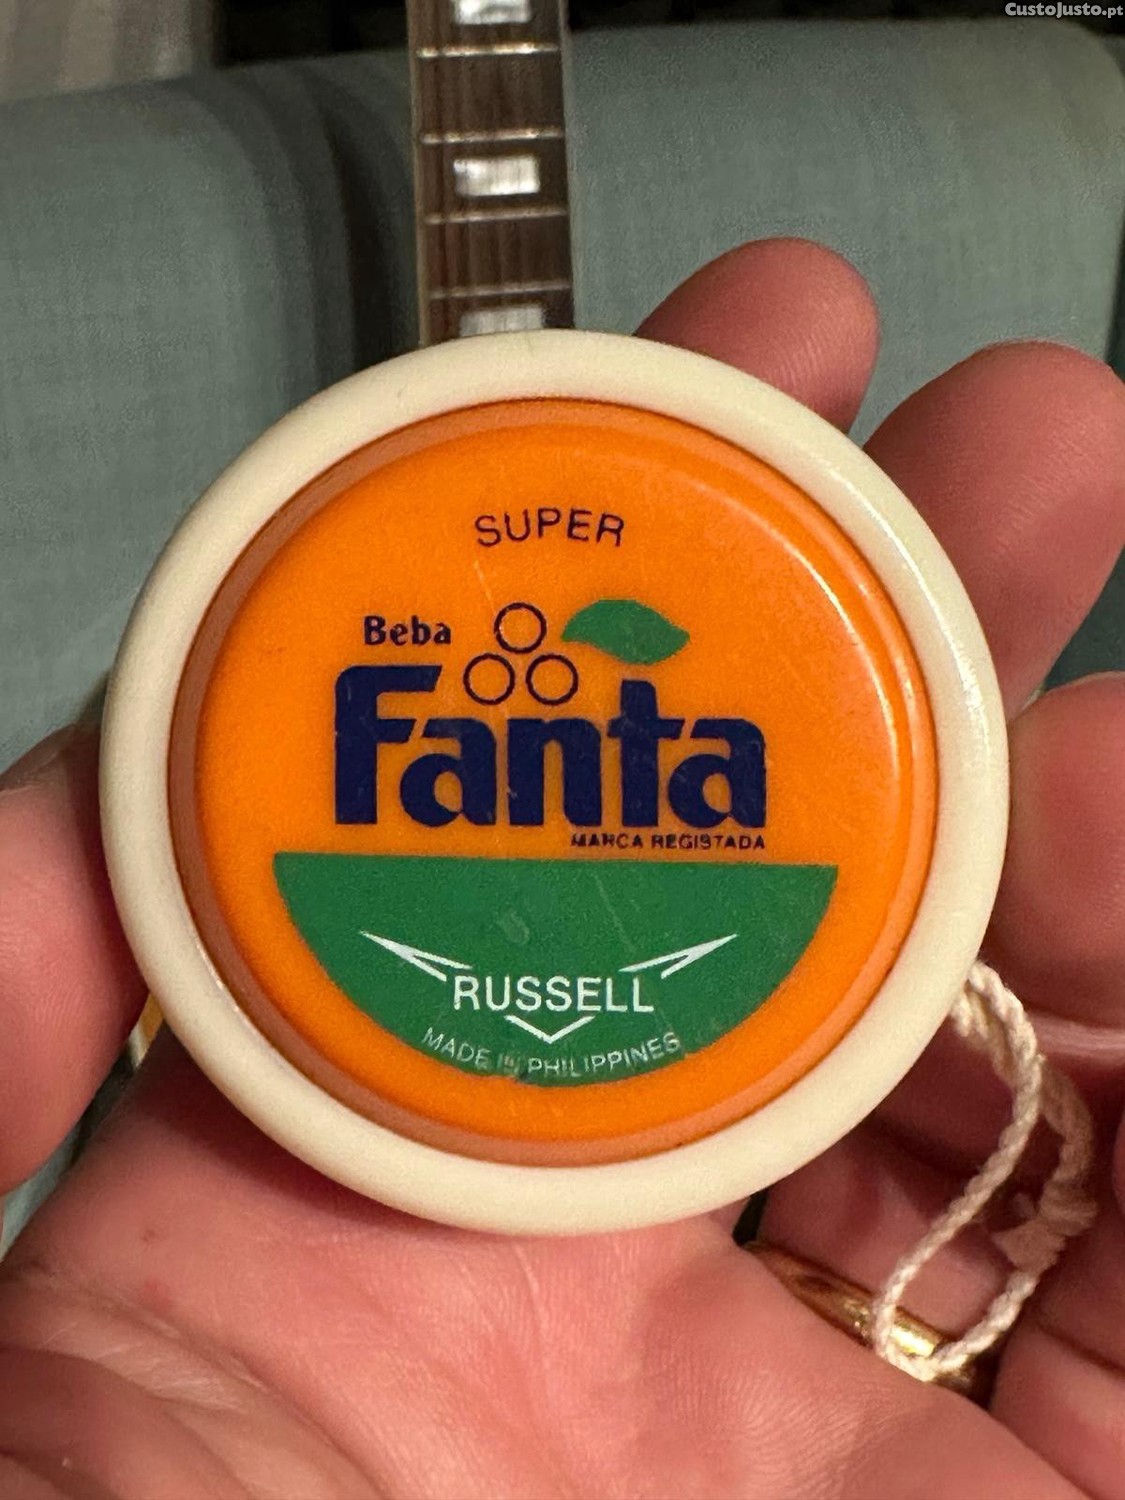 CustoJusto.pt
SUPER
Beba
Fanta
MARCA REGISTADA
RUSSELL
MADE IN PHILIPPINES